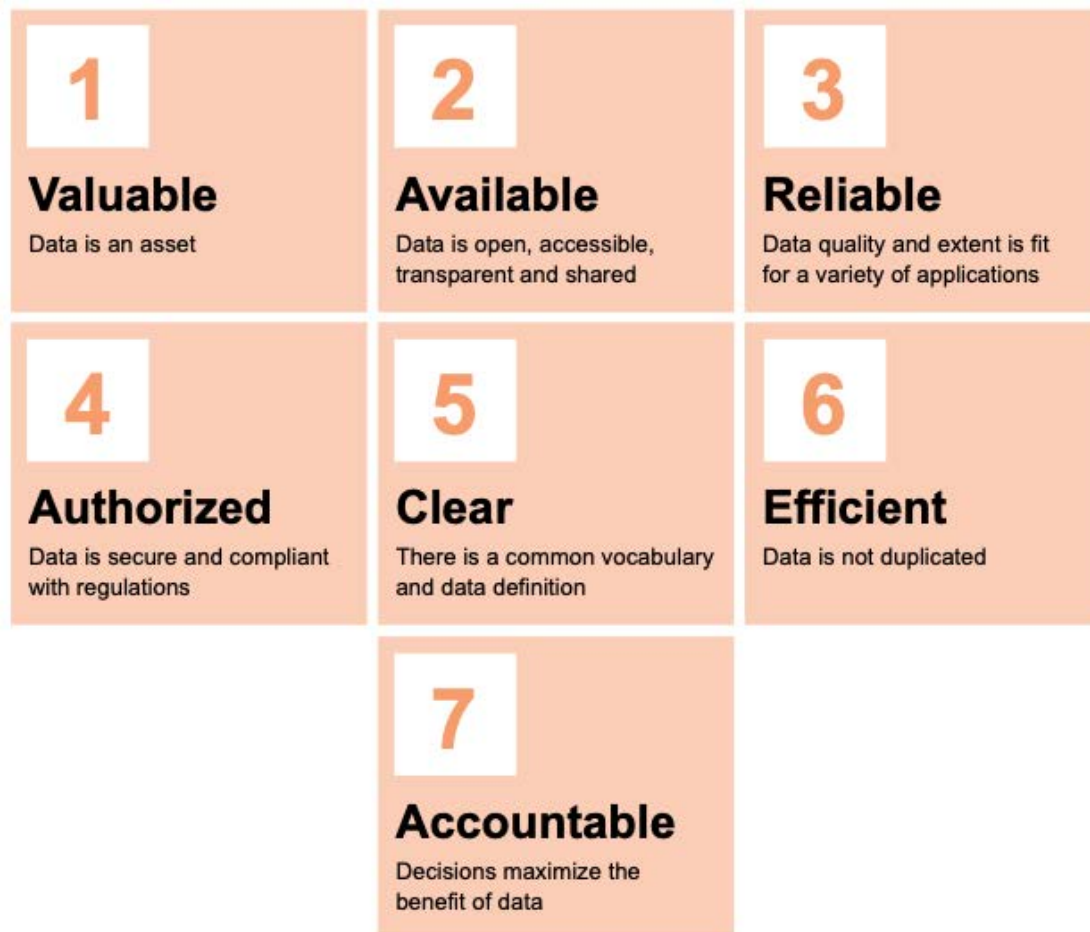 1
Valuable
Data is an asset
2
Available
Data is open, accessible,
transparent and shared
3
Reliable
Data quality and extent is fit
for a variety of applications
4
Authorized
Data is secure and compliant
with regulations
5
Clear
There is a common vocabulary
and data definition
6
Efficient
Data is not duplicated
7
Accountable
Decisions maximize the
benefit of data